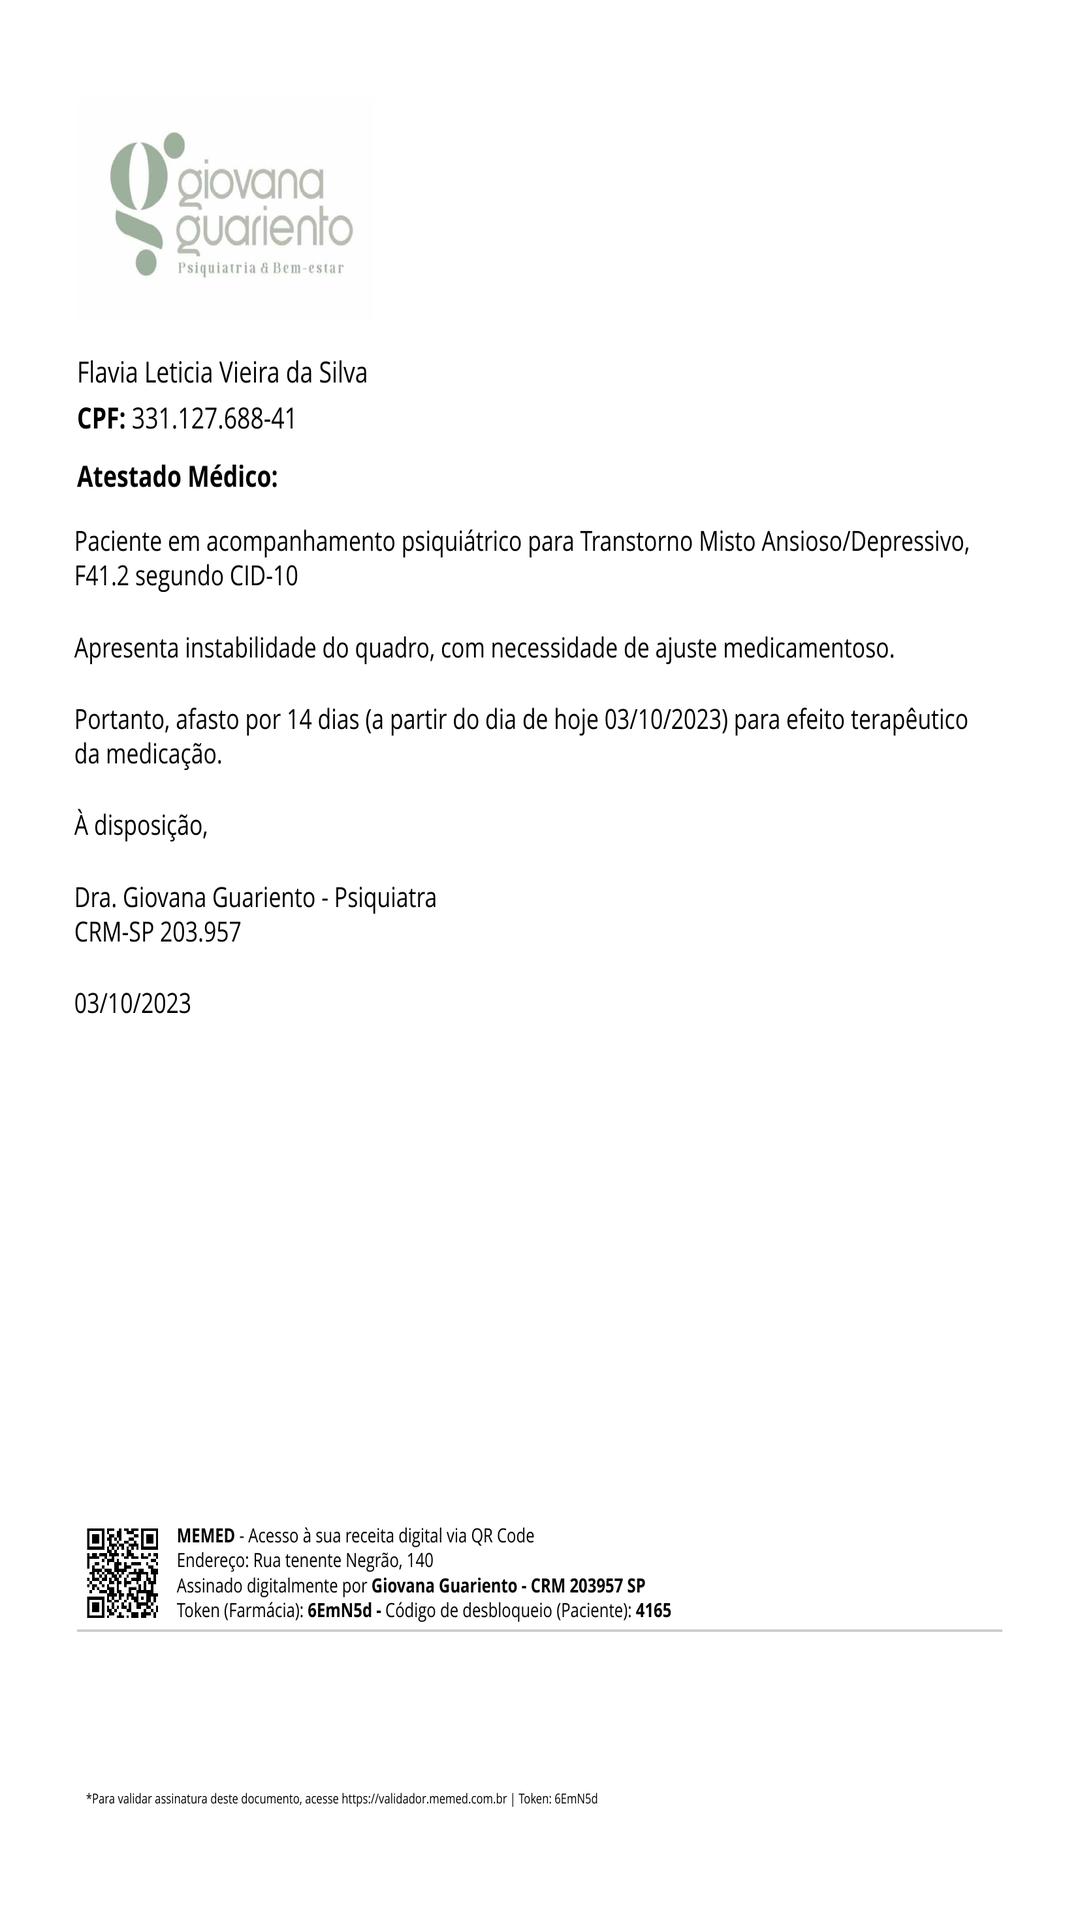 giovana
guariento
Psiquiatria & Bem-estar
Flavia Leticia Vieira da Silva
CPF: 331.127.688-41
Atestado Médico:
Paciente em acompanhamento psiquiátrico para Transtorno Misto Ansioso/Depressivo,
F41.2 segundo CID-10
Apresenta instabilidade do quadro, com necessidade de ajuste medicamentoso.
Portanto, afasto por 14 dias (a partir do dia de hoje 03/10/2023) para efeito terapêutico
da medicação.
À disposição,
Dra. Giovana Guariento - Psiquiatra
CRM-SP 203.957
03/10/2023
MEMED - Acesso à sua receita digital via QR Code
Endereço: Rua tenente Negrão, 140
Assinado digitalmente por Giovana Guariento - CRM 203957 SP
Token (Farmácia): 6EmN5d - Código de desbloqueio (Paciente): 4165
*Para validar assinatura deste documento, acesse https://validador.memed.com.br | Token: 6EmN5d